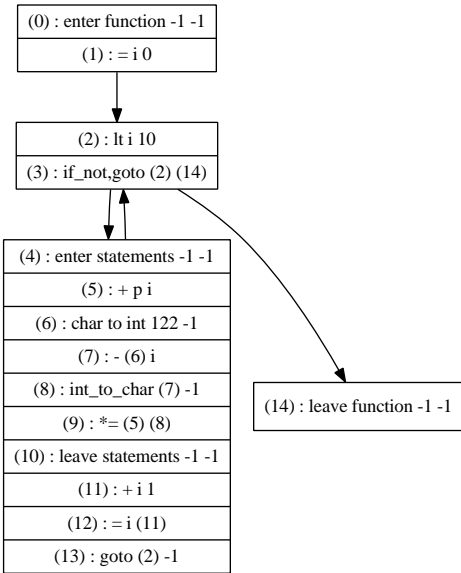 (0) : enter function -1 -1
(1) : = i 0
(2) : lt i 10
(3) : if_not,goto (2) (14)
(4) : enter statements -1 -1
(5) : + p i
(6) : char to int 122 -1
(7) : - (6) i
(8) : int_to_char (7) -1
(9) : *= (5) (8)
(10) : leave statements -1 -1
(11) : + i 1
(12) : = i (11)
(13) : goto (2) -1
(14) : leave function -1 -1